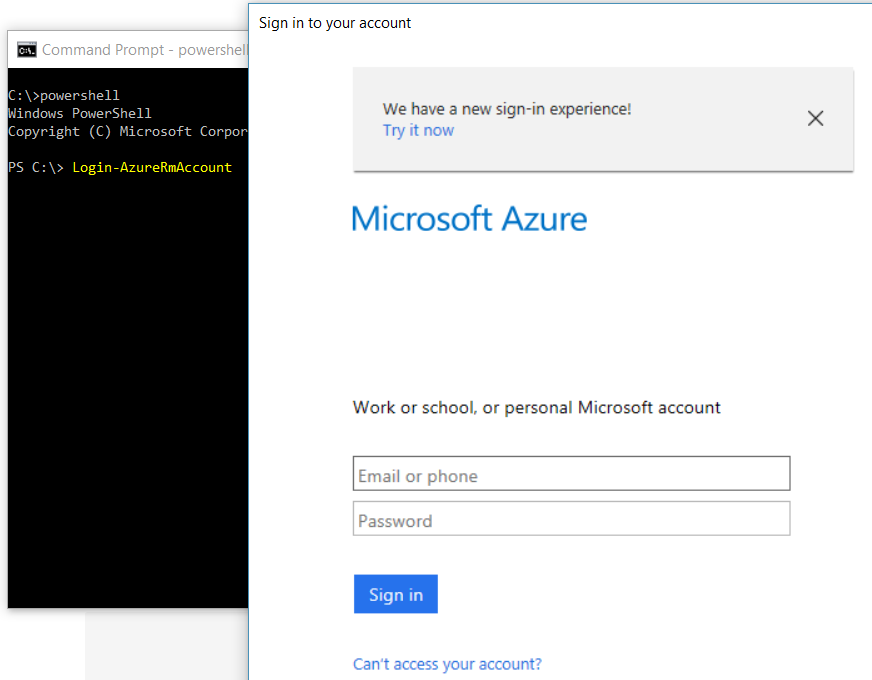 Sign in to your account
Command Prompt - powershell
C:\>powershell
Windows PowerShell
Copyright (C) Microsoft Corpor
PS C:\> Login-AzureRmAccount
We have a new sign-in experience!
Try it now
Microsoft Azure
Work or school, or personal Microsoft account
Email or phone
Password
Sign in
Can't access your account?